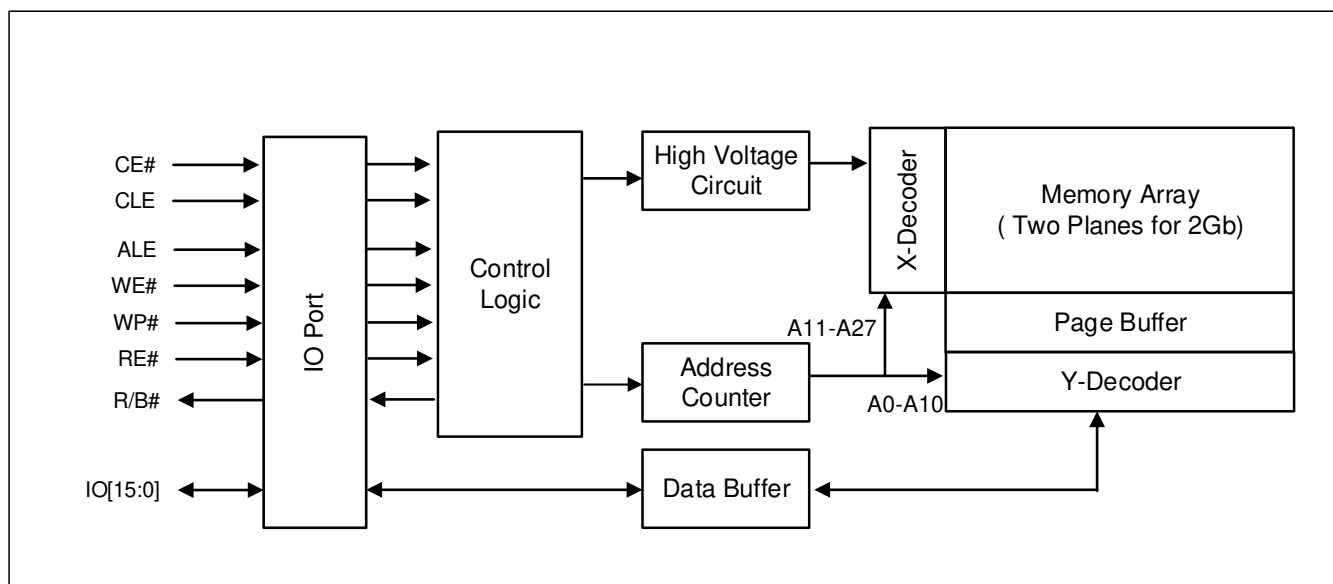 CE#
CLE
ALE
WE#
WP#
RE#
R/B#
IO[15:0]
IO Port
Control
Logic
High Voltage
Circuit
Address
Counter
Data Buffer
A11-A27
A0-A10
X-Decoder
Memory Array
( Two Planes for 2Gb)
Page Buffer
Y-Decoder